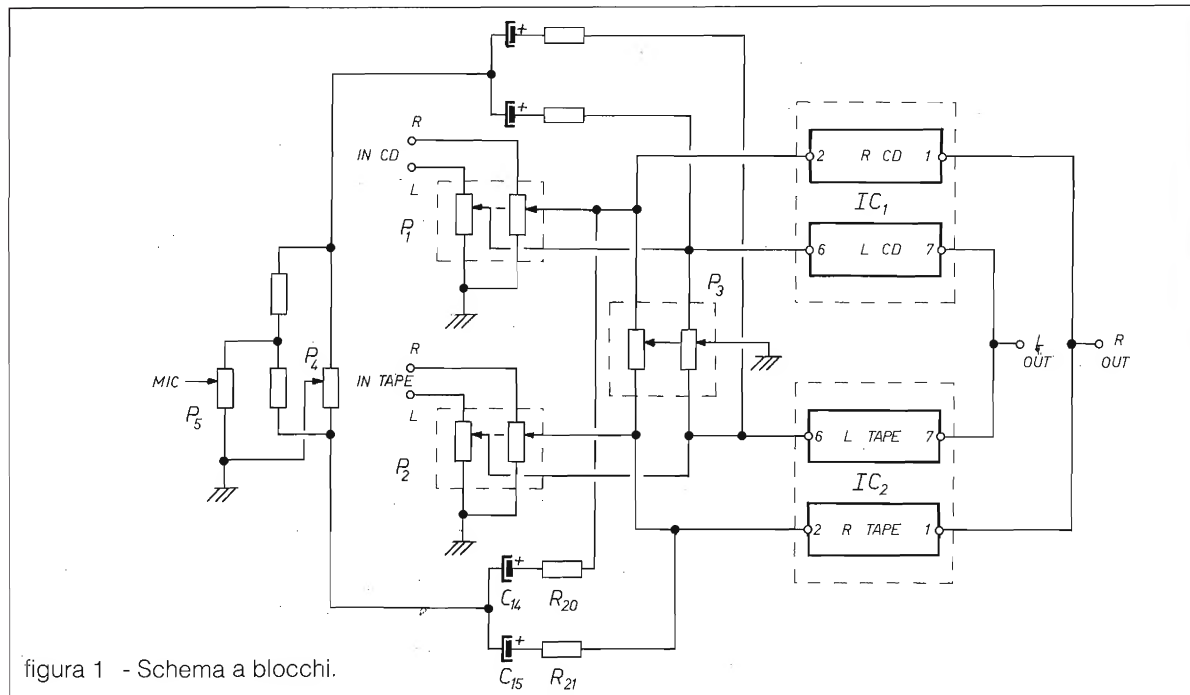 R
IN CD
L
P1
2 R CD 1
IC1
6 L CD 7
P3
L OUT
R OUT
MIC
P5
P4
R
IN TAPE
L
P2
6 L TAPE 7
IC2
2 R TAPE 1
+
+
+
C14 R20
+
C15 R21
figura 1 - Schema a blocchi.